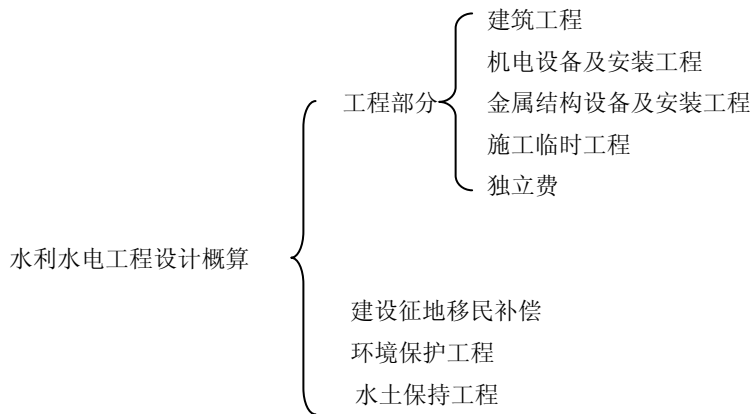 建筑工程
机电设备及安装工程
工程部分
金属结构设备及安装工程
施工临时工程
独立费
水利水电工程设计概算
建设征地移民补偿
环境保护工程
水土保持工程